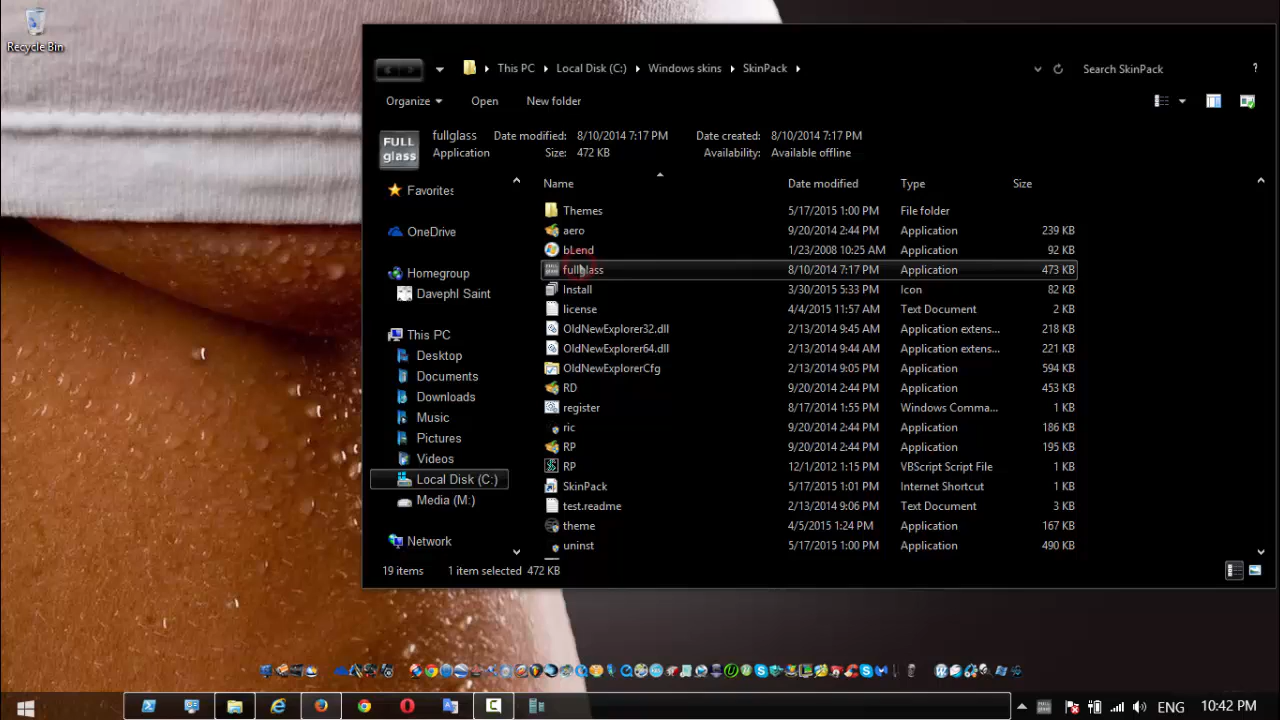 Recycle Bin
This PC
Local Disk (C:)
Windows skins
SkinPack
Search SkinPack
?
Organize
Open
New folder
FULL
glass
fullglass
Date modified: 8/10/2014 7:17 PM
Date created: 8/10/2014 7:17 PM
Application
Size: 472 KB
Availability: Available offline
Favorites
OneDrive
Homegroup
Davephl Saint
This PC
Desktop
Documents
Downloads
Music
Pictures
Videos
Local Disk (C:)
Media (M:)
Network
Name Date modified Type Size
Themes 5/17/2015 1:00 PM File folder
aero 9/20/2014 2:44 PM Application 239 KB
bLend 1/23/2008 10:25 AM Application 92 KB
fullglass 8/10/2014 7:17 PM Application 473 KB
Install 3/30/2015 5:33 PM Icon 82 KB
license 4/4/2015 11:57 AM Text Document 2 KB
OldNewExplorer32.dll 2/13/2014 9:45 AM Application extens... 218 KB
OldNewExplorer64.dll 2/13/2014 9:44 AM Application extens... 221 KB
OldNewExplorerCfg 2/13/2014 9:05 PM Application 594 KB
RD 9/20/2014 2:44 PM Application 453 KB
register 8/17/2014 1:55 PM Windows Comma... 1 KB
ric 9/20/2014 2:44 PM Application 186 KB
RP 9/20/2014 2:44 PM Application 195 KB
RP 12/1/2012 1:15 PM VBScript Script File 1 KB
SkinPack 5/17/2015 1:01 PM Internet Shortcut 1 KB
test.readme 2/13/2014 9:06 PM Text Document 3 KB
theme 4/5/2015 1:24 PM Application 167 KB
uninst 5/17/2015 1:00 PM Application 490 KB
19 items 1 item selected 472 KB
ENG 10:42 PM